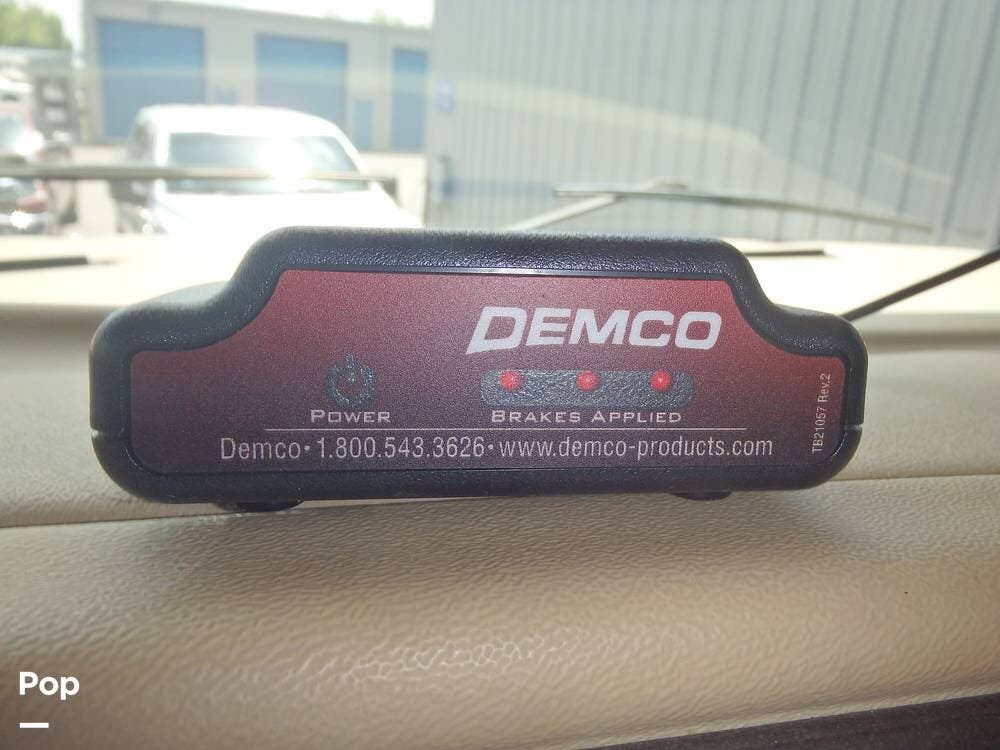 DEMCO
POWER
BRAKES APPLIED
Demco• 1.800.543.3626• www.demco-products.com
TB21057 Rev.2
Pop